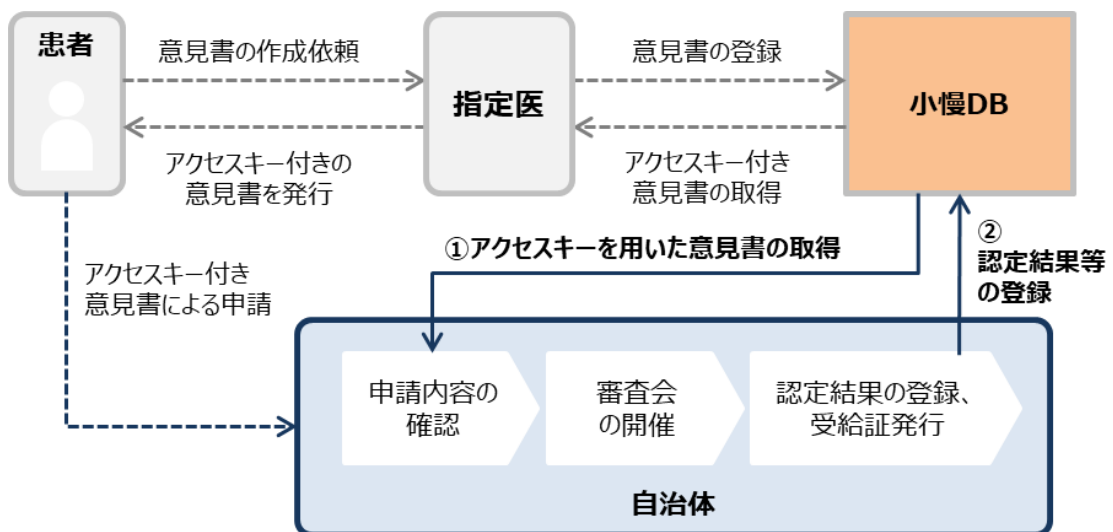 患者
意見書の作成依頼
意見書の登録
指定医
小慢DB
アクセスキー付きの
意見書を発行
アクセスキー付き
意見書の取得
①アクセスキーを用いた意見書の取得
②
認定結果等
の登録
アクセスキー付き
意見書による申請
申請内容の
確認
審査会
の開催
認定結果の登録、
受給証発行
自治体